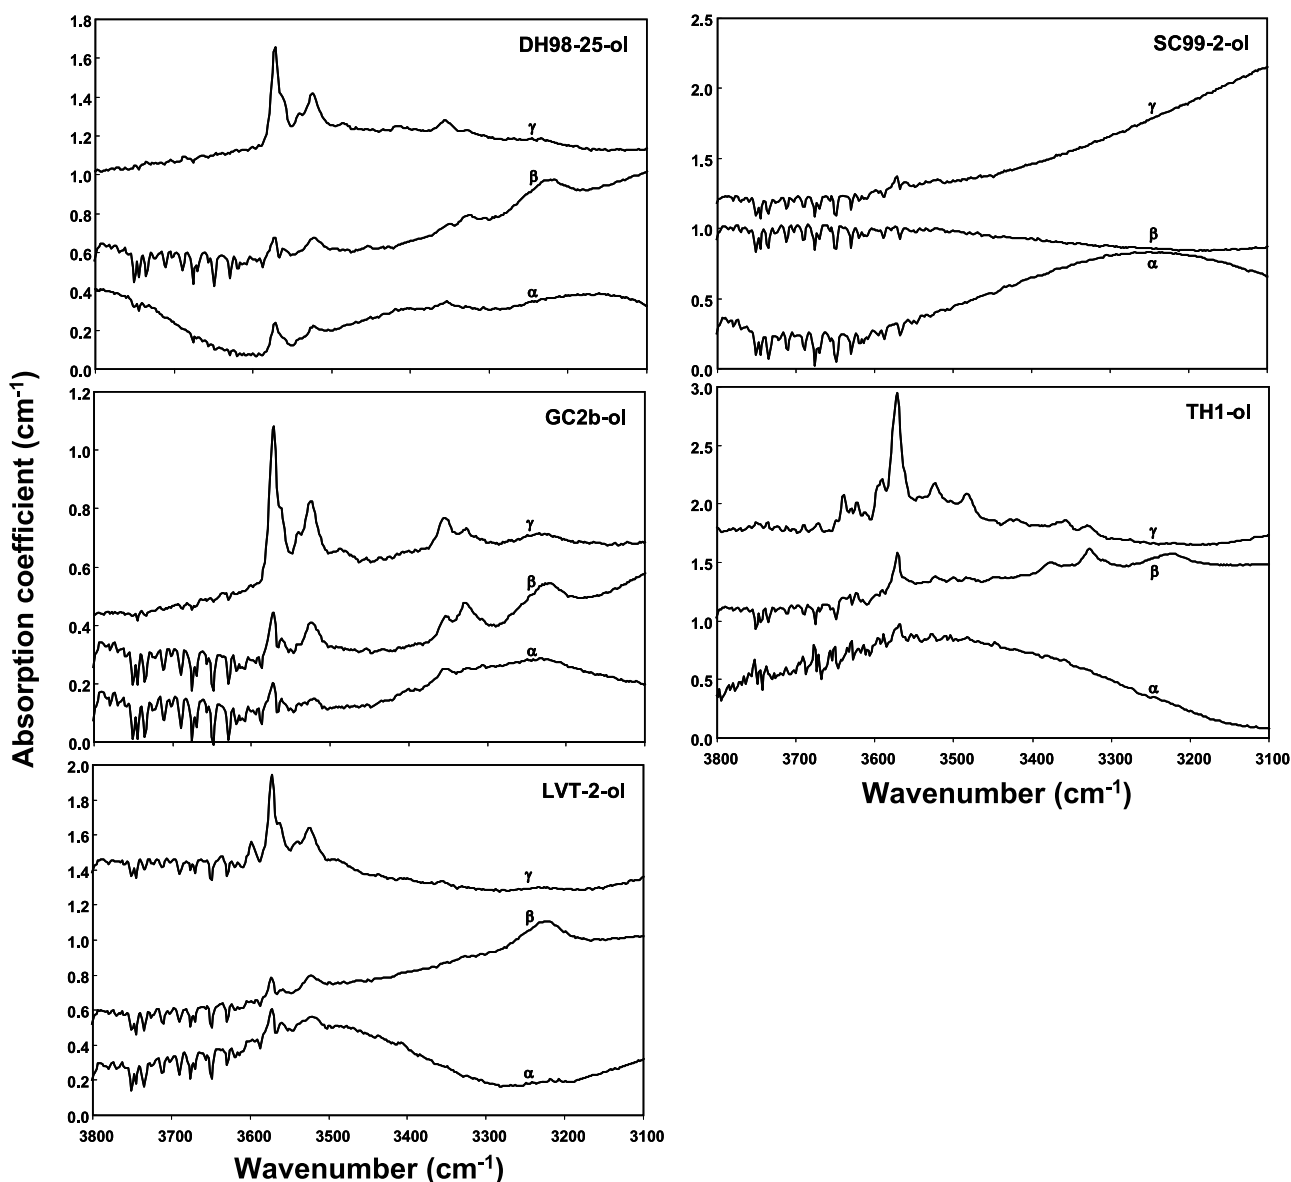 Absorption coefficient (cm⁻¹)
DH98-25-ol
1.8
1.6
1.4
1.2
1.0
0.8
0.6
0.4
0.2
0.0
γ
β
α
SC99-2-ol
2.5
2.0
1.5
1.0
0.5
0.0
γ
β
α
GC2b-ol
1.2
1.0
0.8
0.6
0.4
0.2
0.0
γ
β
α
TH1-ol
3.0
2.5
2.0
1.5
1.0
0.5
0.0
γ
β
α
3800 3700 3600 3500 3400 3300 3200 3100
Wavenumber (cm⁻¹)
LVT-2-ol
2.0
1.8
1.6
1.4
1.2
1.0
0.8
0.6
0.4
0.2
0.0
γ
β
α
3800 3700 3600 3500 3400 3300 3200 3100
Wavenumber (cm⁻¹)